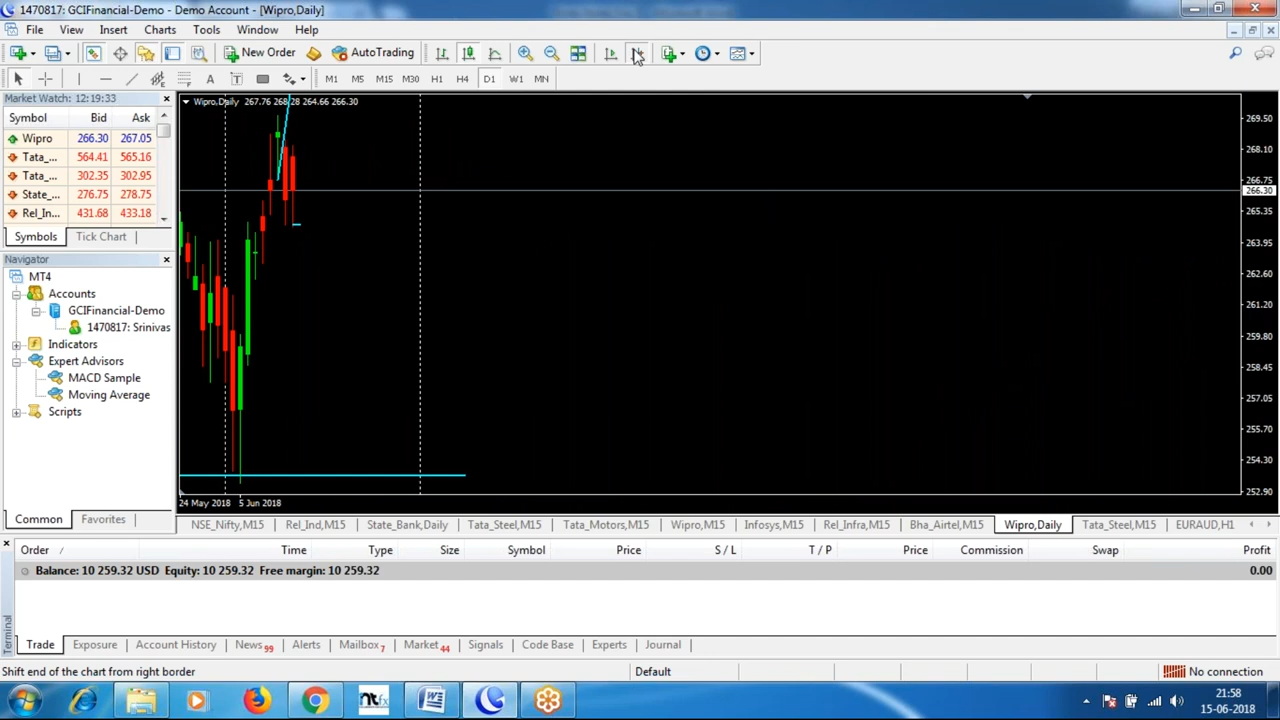 1470817: GCIFinancial-Demo - Demo Account - [Wipro,Daily]
File View Insert Charts Tools Window Help
New Order AutoTrading
A T M1 M5 M15 M30 H1 H4 D1 W1 MN
Market Watch: 12:19:33
Symbol Bid Ask
Wipro 266.30 267.05
Tata_... 564.41 565.16
Tata_... 302.35 302.95
State_... 276.75 278.75
Rel_In... 431.68 433.18
Symbols Tick Chart
Navigator
MT4
Accounts
GCIFinancial-Demo
1470817: Srinivas
Indicators
Expert Advisors
MACD Sample
Moving Average
Scripts
Common Favorites
Wipro,Daily 267.76 268.28 264.66 266.30
269.50
268.10
266.75
266.30
265.35
263.95
262.60
261.20
259.80
258.45
257.05
255.70
254.30
252.90
24 May 2018 5 Jun 2018
NSE_Nifty,M15 Rel_Ind,M15 State_Bank,Daily Tata_Steel,M15 Tata_Motors,M15 Wipro,M15 Infosys,M15 Rel_Infra,M15 Bha_Airtel,M15 Wipro,Daily Tata_Steel,M15 EURAUD,H1
Order / Time Type Size Symbol Price S / L T / P Price Commission Swap Profit
Balance: 10 259.32 USD Equity: 10 259.32 Free margin: 10 259.32 0.00
Terminal
Trade Exposure Account History News 99 Alerts Mailbox 7 Market 44 Signals Code Base Experts Journal
Shift end of the chart from right border Default No connection
ntfx
21:58
15-06-2018